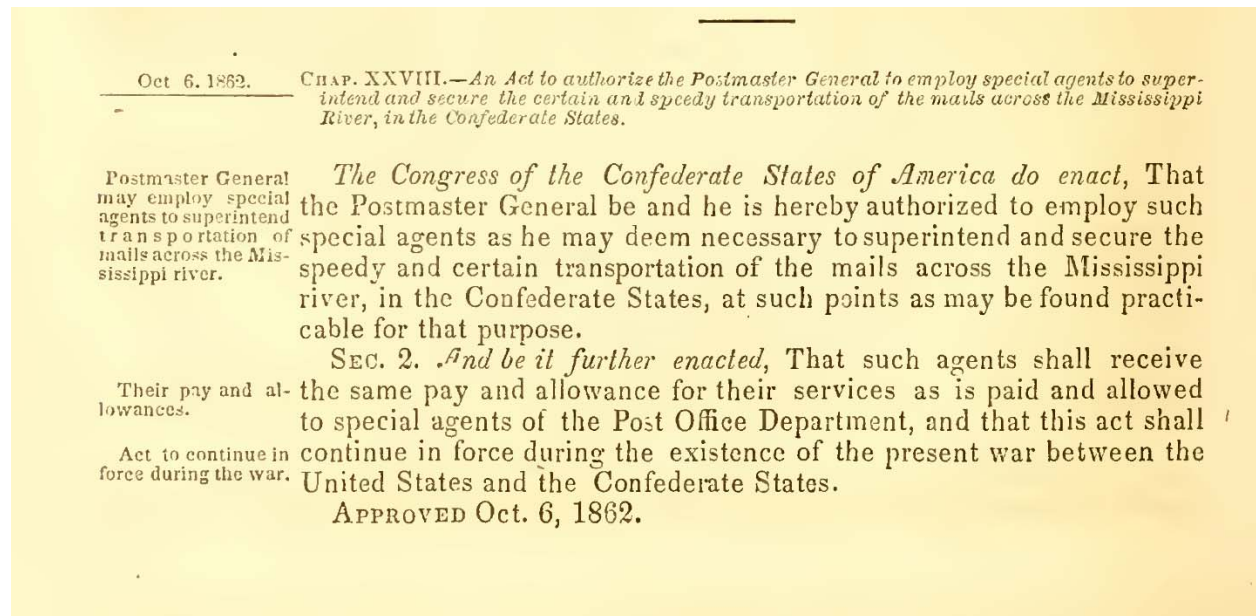 Oct 6. 1862.
CHAP. XXVIII.—An Act to authorize the Postmaster General to employ special agents to super-
intend and secure the certain and speedy transportation of the mails across the Mississippi
River, in the Confederate States.
Postmaster General
may employ special
agents to superintend
transportation of
mails across the Mis-
sissippi river.
The Congress of the Confederate States of America do enact, That
the Postmaster General be and he is hereby authorized to employ such
special agents as he may deem necessary to superintend and secure the
speedy and certain transportation of the mails across the Mississippi
river, in the Confederate States, at such points as may be found practi-
cable for that purpose.
SEC. 2. And be it further enacted, That such agents shall receive
Their pay and al-
lowances.
the same pay and allowance for their services as is paid and allowed
to special agents of the Post Office Department, and that this act shall
Act to continue in
force during the war.
continue in force during the existence of the present war between the
United States and the Confederate States.
APPROVED Oct. 6, 1862.